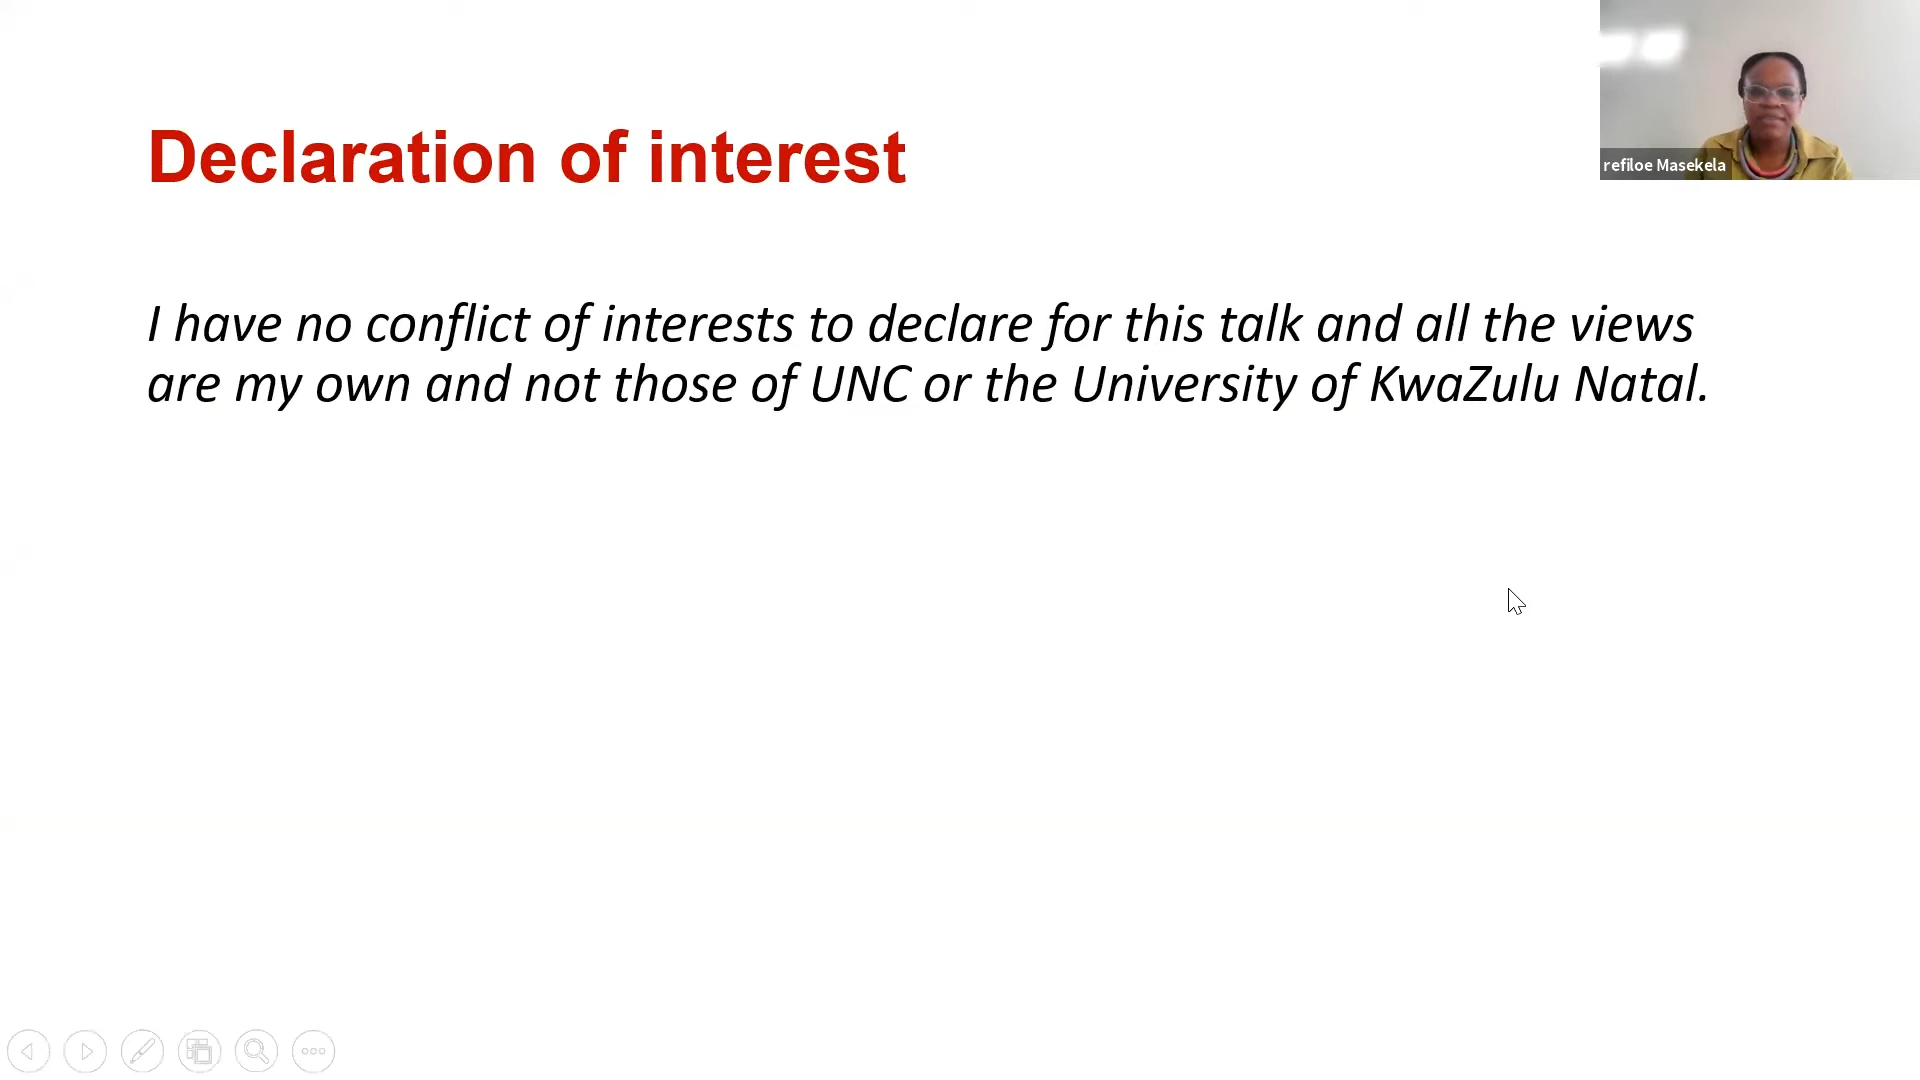 Declaration of interest
refiloe Masekela
I have no conflict of interests to declare for this talk and all the views
are my own and not those of UNC or the University of KwaZulu Natal.